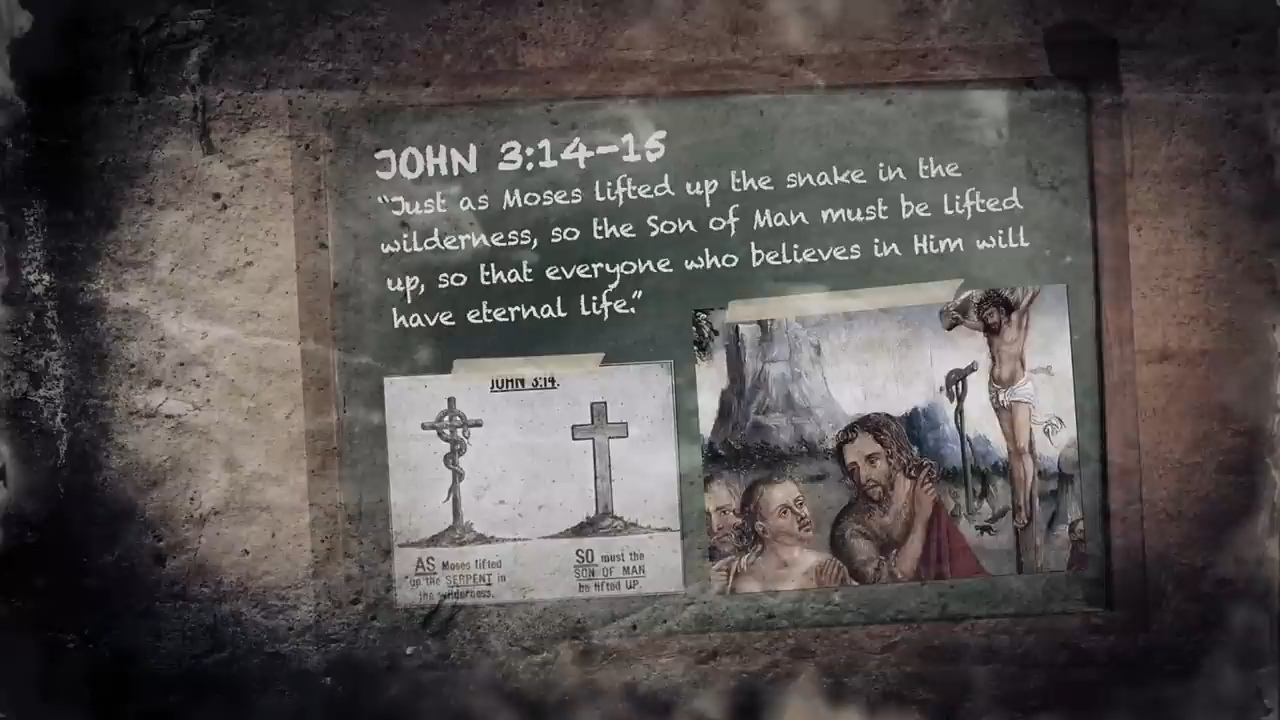 JOHN 3:14-15
“Just as Moses lifted up the snake in the
wilderness, so the Son of Man must be lifted
up, so that everyone who believes in Him will
have eternal life.”
JOHN 3:14.
AS Moses lifted
up the SERPENT in
the wilderness.
SO must the
SON OF MAN
be lifted UP.